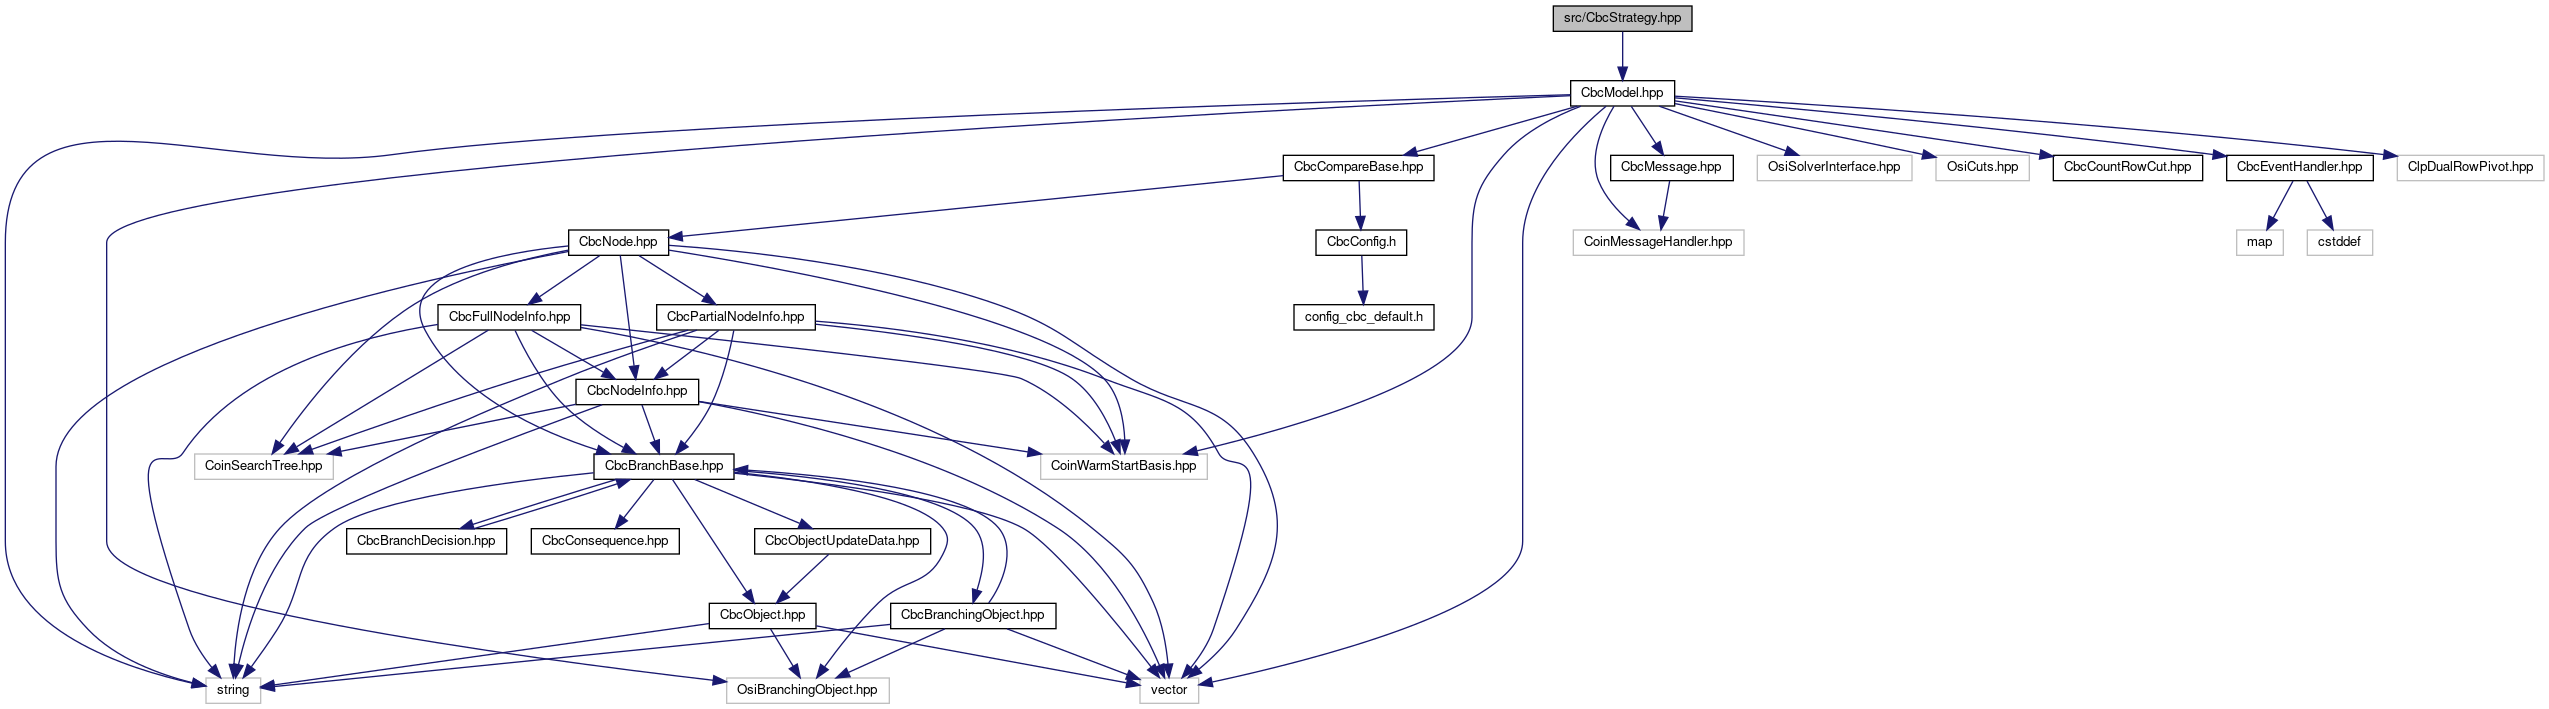 src/CbcStrategy.hpp
CbcModel.hpp
CbcCompareBase.hpp
CbcMessage.hpp
OsiSolverInterface.hpp
OsiCuts.hpp
CbcCountRowCut.hpp
CbcEventHandler.hpp
ClpDualRowPivot.hpp
CbcNode.hpp
CbcConfig.h
CoinMessageHandler.hpp
map
cstddef
CbcFullNodeInfo.hpp
CbcPartialNodeInfo.hpp
config_cbc_default.h
CbcNodeInfo.hpp
CoinSearchTree.hpp
CbcBranchBase.hpp
CoinWarmStartBasis.hpp
CbcBranchDecision.hpp
CbcConsequence.hpp
CbcObjectUpdateData.hpp
CbcObject.hpp
CbcBranchingObject.hpp
string
OsiBranchingObject.hpp
vector